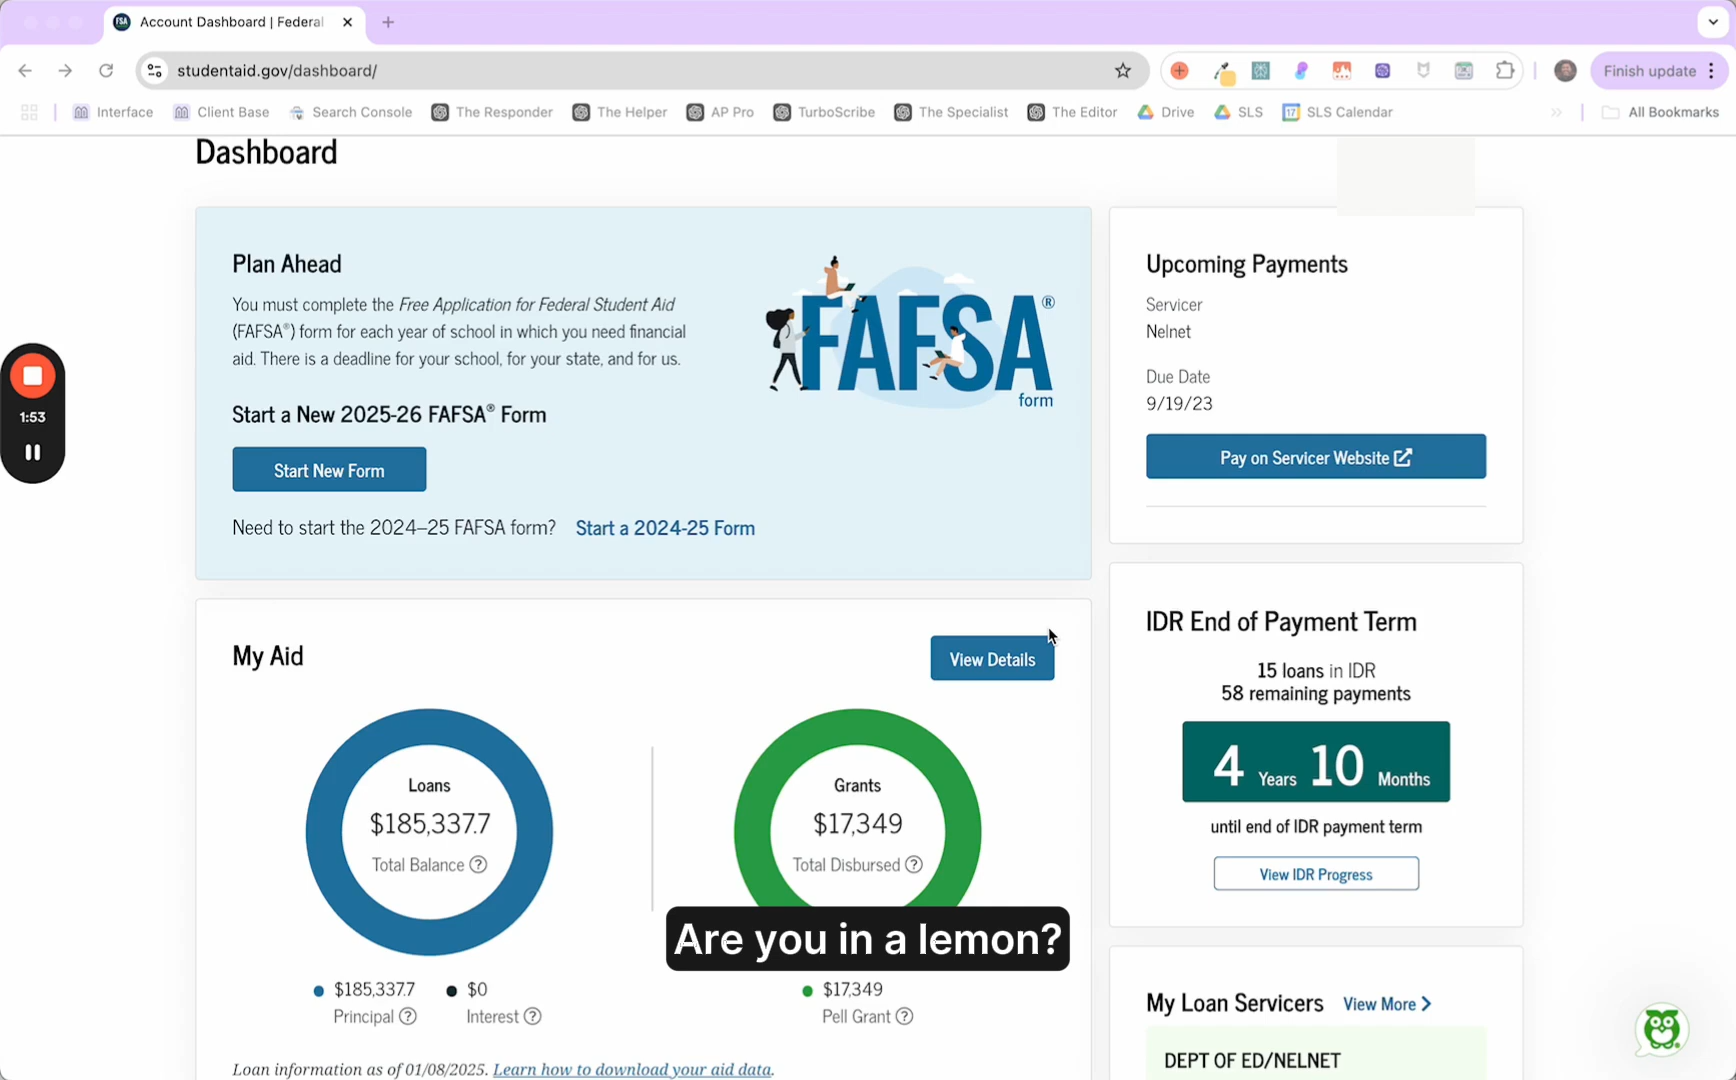 Account Dashboard | Federal
studentaid.gov/dashboard/
Finish update
Interface
Client Base
Search Console
The Responder
The Helper
AP Pro
TurboScribe
The Specialist
The Editor
Drive
SLS
SLS Calendar
All Bookmarks
Dashboard
Plan Ahead
You must complete the Free Application for Federal Student Aid
(FAFSA®) form for each year of school in which you need financial
aid. There is a deadline for your school, for your state, and for us.
FAFSA®
form
Start a New 2025-26 FAFSA® Form
Start New Form
Need to start the 2024–25 FAFSA form? Start a 2024-25 Form
Upcoming Payments
Servicer
Nelnet
Due Date
9/19/23
Pay on Servicer Website
1:53
My Aid
View Details
Loans
$185,337.7
Total Balance
$185,337.7
Principal
$0
Interest
Grants
$17,349
Total Disbursed
$17,349
Pell Grant
Are you in a lemon?
Loan information as of 01/08/2025. Learn how to download your aid data.
IDR End of Payment Term
15 loans in IDR
58 remaining payments
4 Years 10 Months
until end of IDR payment term
View IDR Progress
My Loan Servicers View More
DEPT OF ED/NELNET